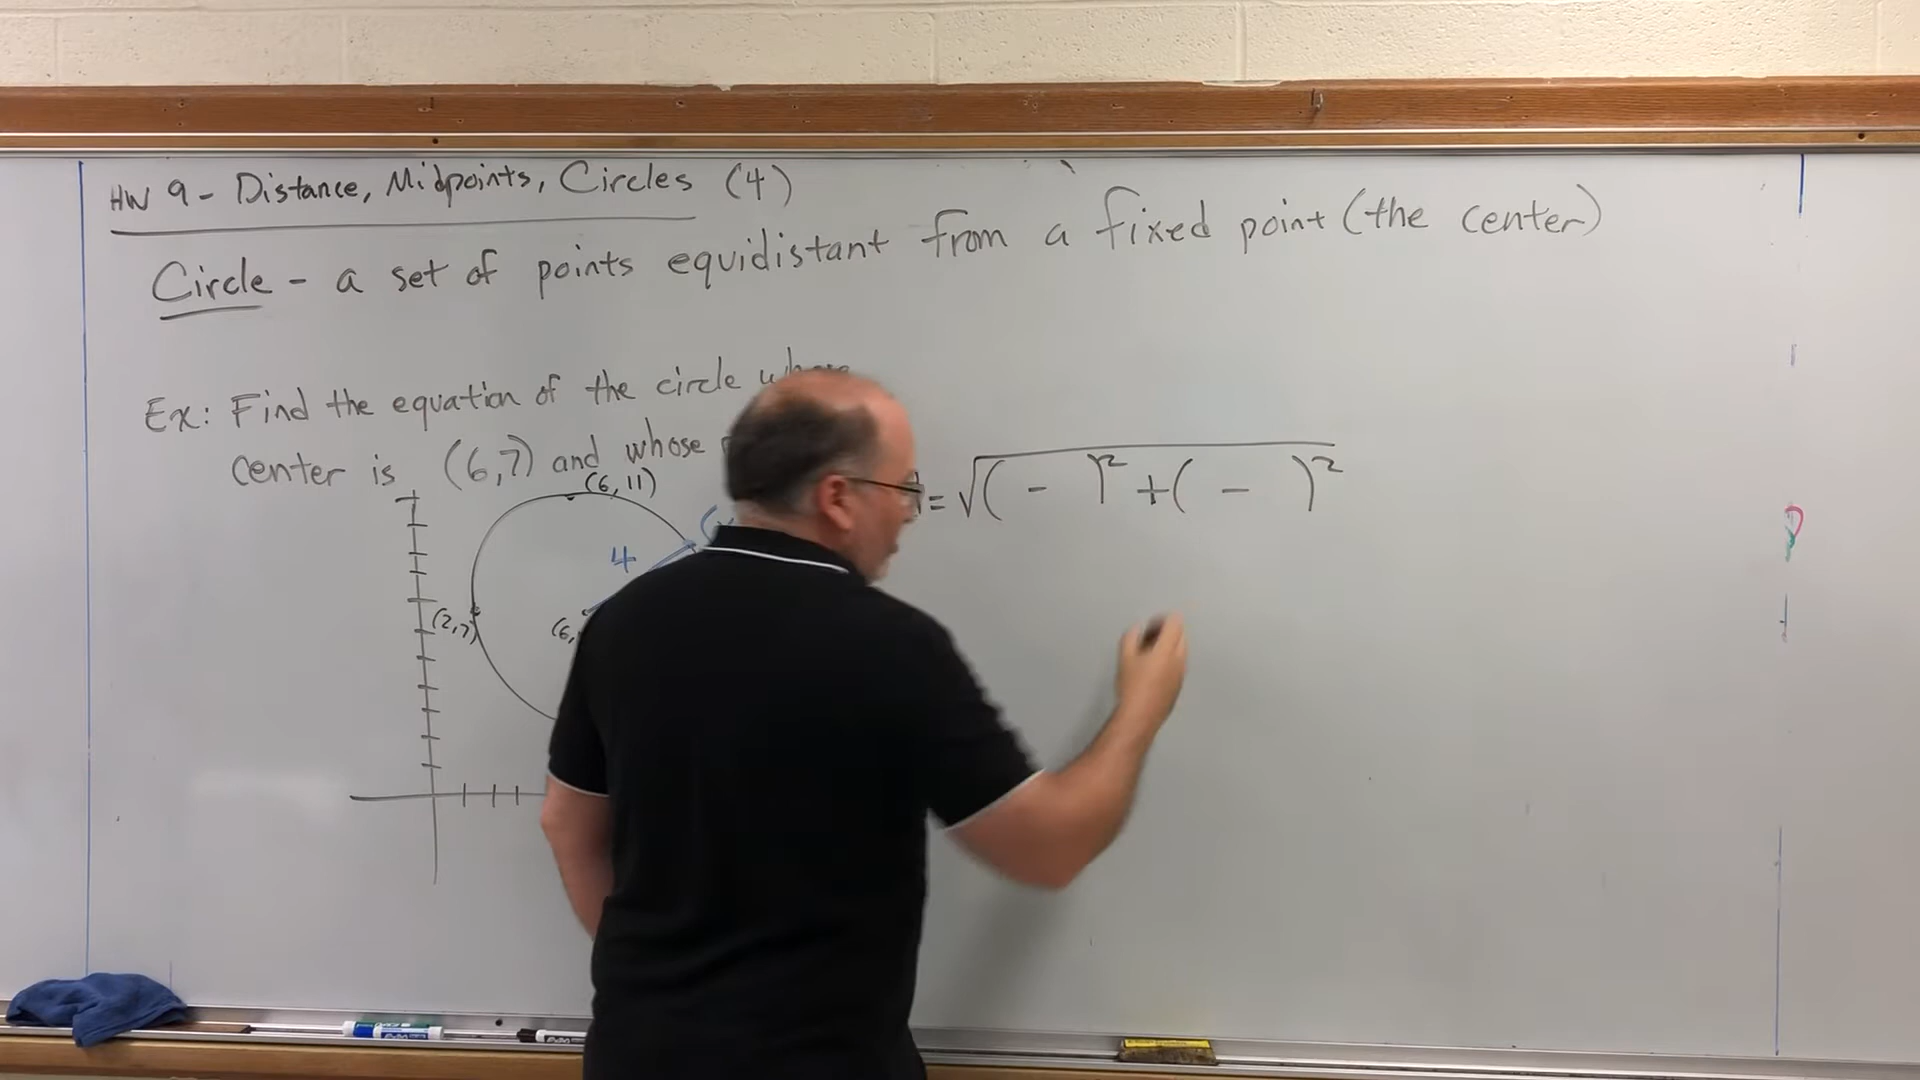 HW 9 - Distance, Midpoints, Circles (4)
Circle - a set of points equidistant from a fixed point (the center)
Ex: Find the equation of the circle
center is (6,7) and whose
(6,11)
= √( - )² + ( - )²
4
(2,7)
(6,